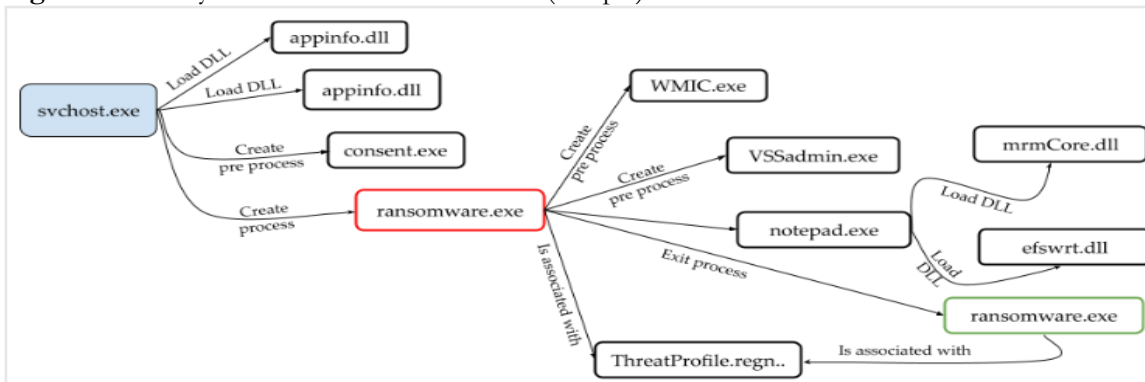 appinfo.dll
Load DLL
svchost.exe
Load DLL
appinfo.dll
Create
pre process
consent.exe
Create
process
ransomware.exe
Create
pre process
WMIC.exe
Create
pre process
VSSadmin.exe
notepad.exe
Load DLL
mrmCore.dll
Load
DLL
efswrt.dll
Exit process
ransomware.exe
Is associated with
ThreatProfile.regn..
Is associated with